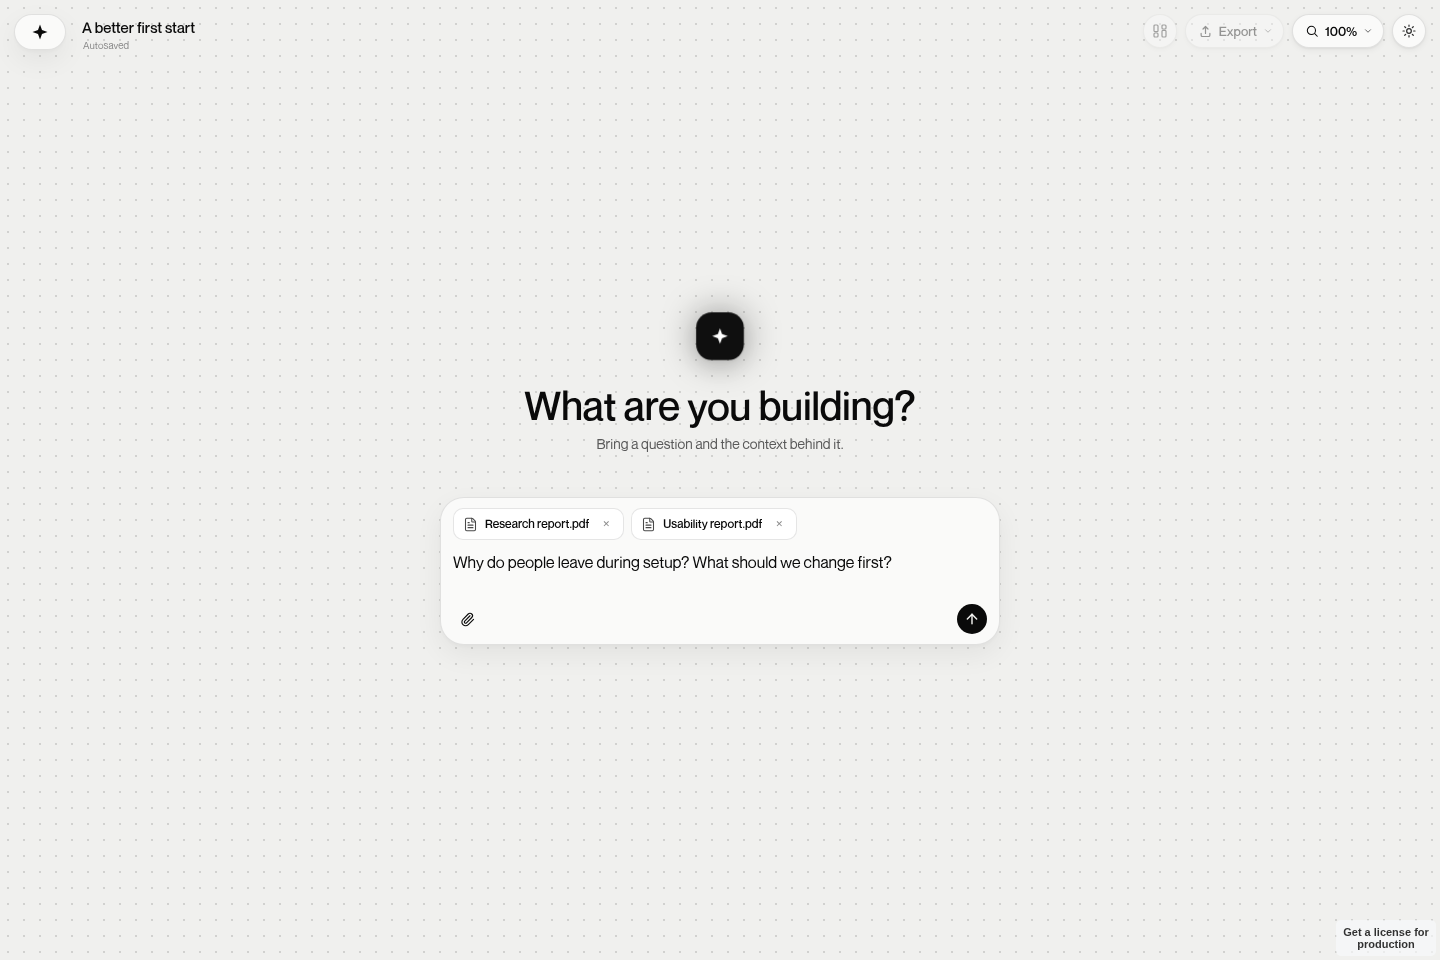 A better first start
Autosaved
Export
100%
What are you building?
Bring a question and the context behind it.
Research report.pdf
Usability report.pdf
Why do people leave during setup? What should we change first?
Get a license for
production